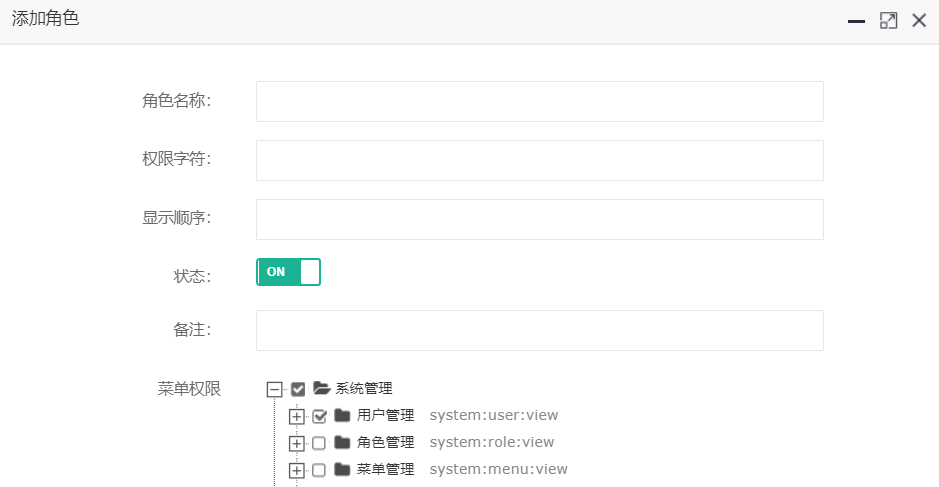 添加角色
角色名称:
权限字符:
显示顺序:
状态: ON
备注:
菜单权限 系统管理
用户管理 system:user:view
角色管理 system:role:view
菜单管理 system:menu:view